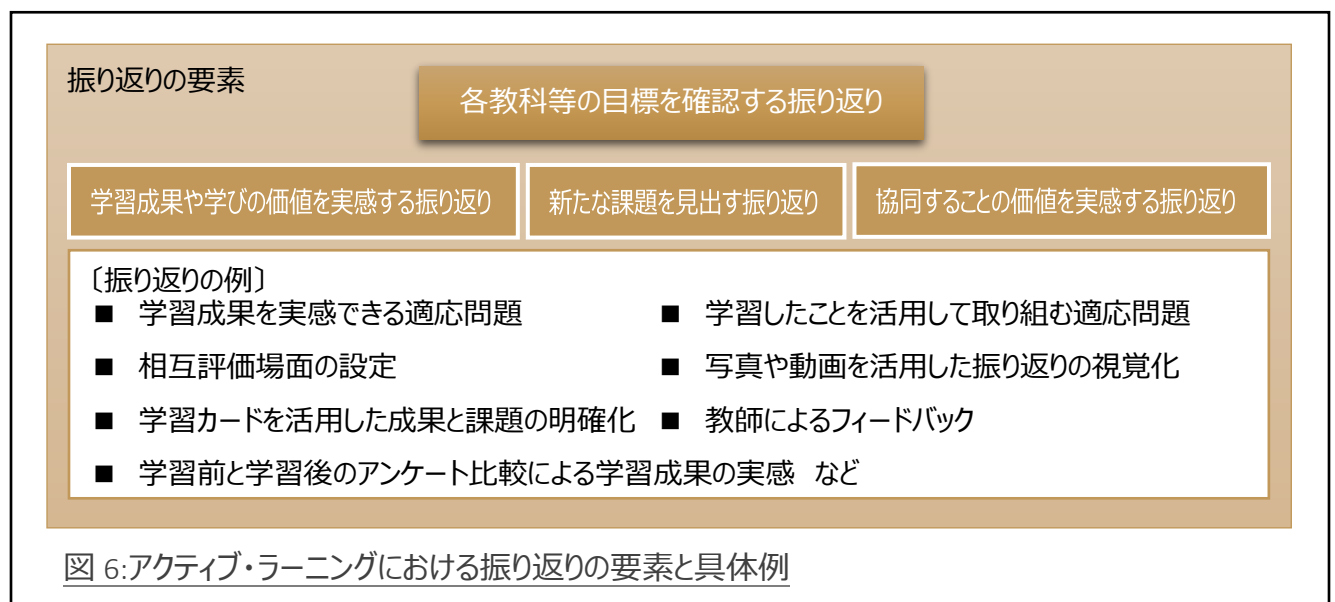 振り返りの要素
各教科等の目標を確認する振り返り
学習成果や学びの価値を実感する振り返り
新たな課題を見出す振り返り
協同することの価値を実感する振り返り
〔振り返りの例〕
■ 学習成果を実感できる適応問題
■ 学習したことを活用して取り組む適応問題
■ 相互評価場面の設定
■ 写真や動画を活用した振り返りの視覚化
■ 学習カードを活用した成果と課題の明確化
■ 教師によるフィードバック
■ 学習前と学習後のアンケート比較による学習成果の実感 など
図 6:アクティブ・ラーニングにおける振り返りの要素と具体例